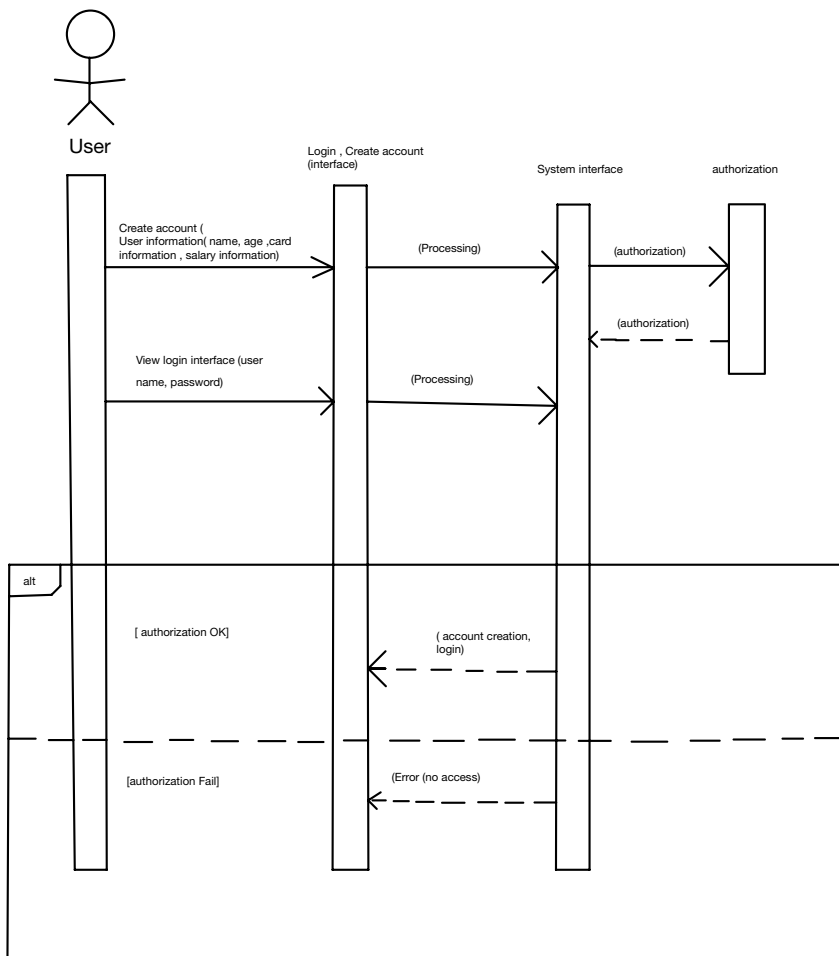 User
Login , Create account
(interface)
System interface
authorization
Create account (
User information( name, age ,card
information , salary information)
(Processing)
(authorization)
(authorization)
View login interface (user
name, password)
(Processing)
alt
[ authorization OK]
( account creation,
login)
[authorization Fail]
(Error (no access)